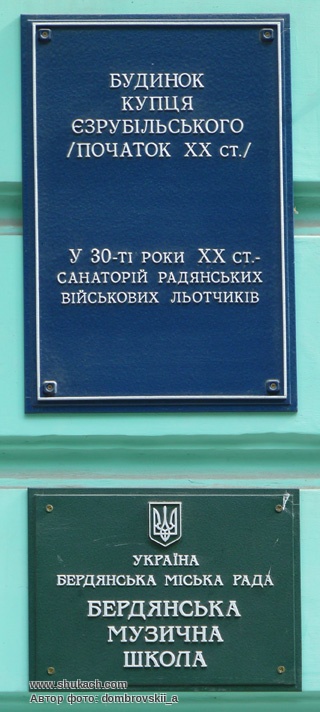 БУДИНОК
КУПЦЯ
ЄЗРУБІЛЬСЬКОГО
/ПОЧАТОК XX ст./
У 30-ТІ РОКИ XX СТ.-
САНАТОРІЙ РАДЯНСЬКИХ
ВІЙСЬКОВИХ ЛЬОТЧИКІВ
УКРАЇНА
БЕРДЯНСЬКА МІСЬКА РАДА
БЕРДЯНСЬКА
МУЗИЧНА
ШКОЛА
www.shukach.com
Автор фото: dombrovskii_a